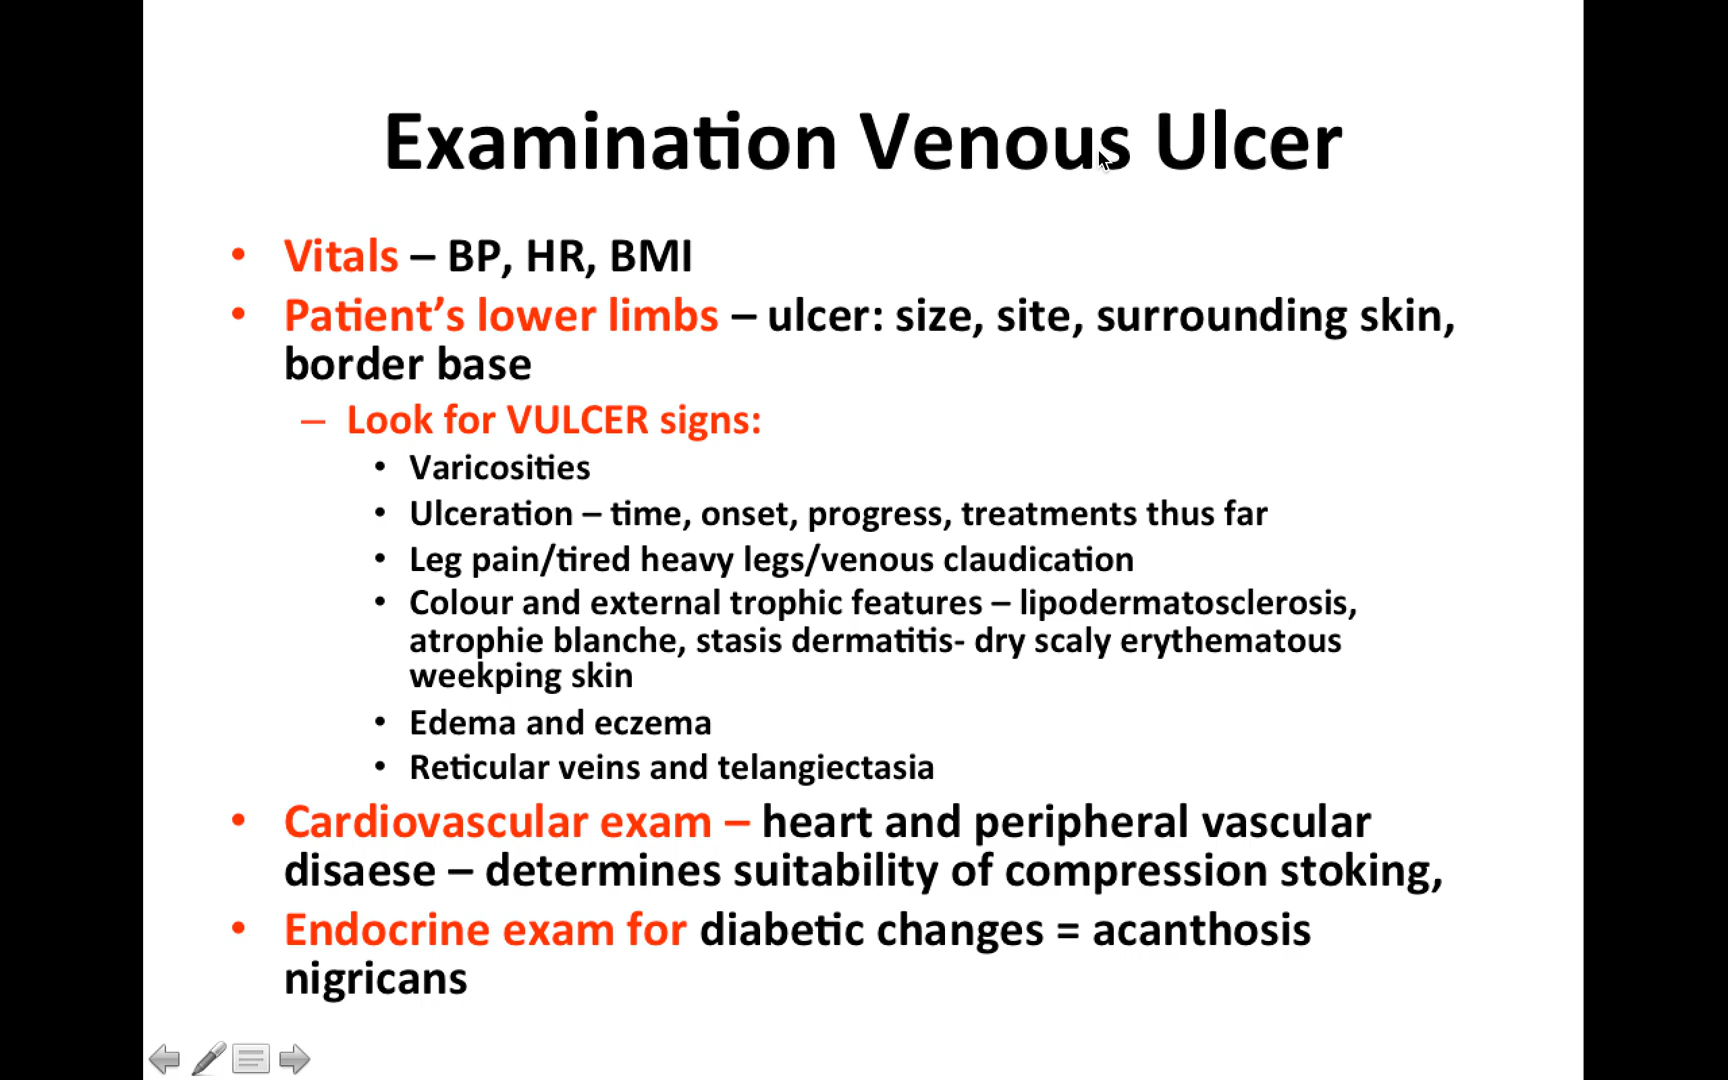 Examination Venous Ulcer
• Vitals – BP, HR, BMI
• Patient’s lower limbs – ulcer: size, site, surrounding skin,
border base
– Look for VULCER signs:
• Varicosities
• Ulceration – time, onset, progress, treatments thus far
• Leg pain/tired heavy legs/venous claudication
• Colour and external trophic features – lipodermatosclerosis,
atrophie blanche, stasis dermatitis- dry scaly erythematous
weekping skin
• Edema and eczema
• Reticular veins and telangiectasia
• Cardiovascular exam – heart and peripheral vascular
disaese – determines suitability of compression stoking,
• Endocrine exam for diabetic changes = acanthosis
nigricans